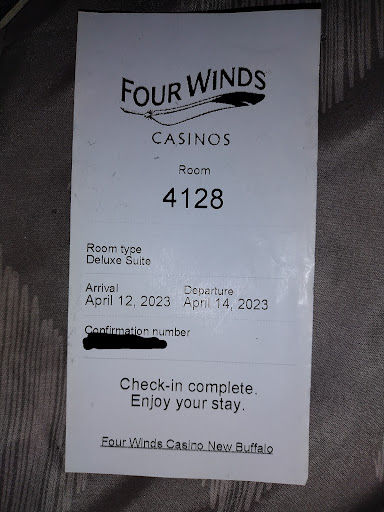 FOUR WINDS
CASINOS
Room
4128
Room type
Deluxe Suite
Arrival Departure
April 12, 2023 April 14, 2023
Confirmation number
Check-in complete.
Enjoy your stay.
Four Winds Casino New Buffalo